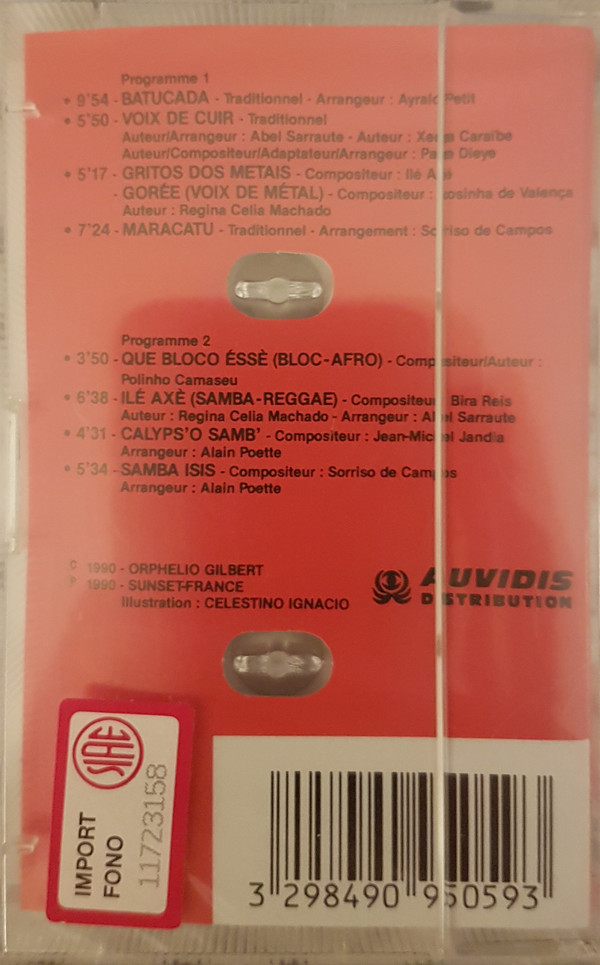 Programme 1
• 9'54 - BATUCADA - Traditionnel - Arrangeur : Ayrald Petit
• 5'50 - VOIX DE CUIR - Traditionnel
Auteur/Arrangeur : Abel Sarraute - Auteur : Caraïbe
Auteur/Compositeur/Adaptateur/Arrangeur : Dieye
• 5'17 - GRITOS DOS METAIS - Compositeur : Ilé
- GORÉE (VOIX DE MÉTAL) - Compositeur : Rosinha de Valença
Auteur : Regina Celia Machado
• 7'24 - MARACATU - Traditionnel - Arrangement : Sorriso de Campos
Programme 2
• 3'50 - QUE BLOCO ÉSSÈ (BLOC-AFRO) - Compositeur/Auteur :
Polinho Camaseu
• 6'38 - ILÉ AXÈ (SAMBA-REGGAE) - Compositeur Bira Reis
Auteur : Regina Celia Machado - Arrangeur : Abel Sarraute
• 4'31 - CALYPS'O SAMB' - Compositeur : Jean-Michel Jandia
Arrangeur : Alain Poette
• 5'34 - SAMBA ISIS - Compositeur : Sorriso de Campos
Arrangeur : Alain Poette
© 1990 - ORPHELIO GILBERT
℗ 1990 - SUNSET-FRANCE
Illustration : CELESTINO IGNACIO
AUVIDIS
DISTRIBUTION
SIAE
IMPORT
FONO
11723158
3 298490 950593